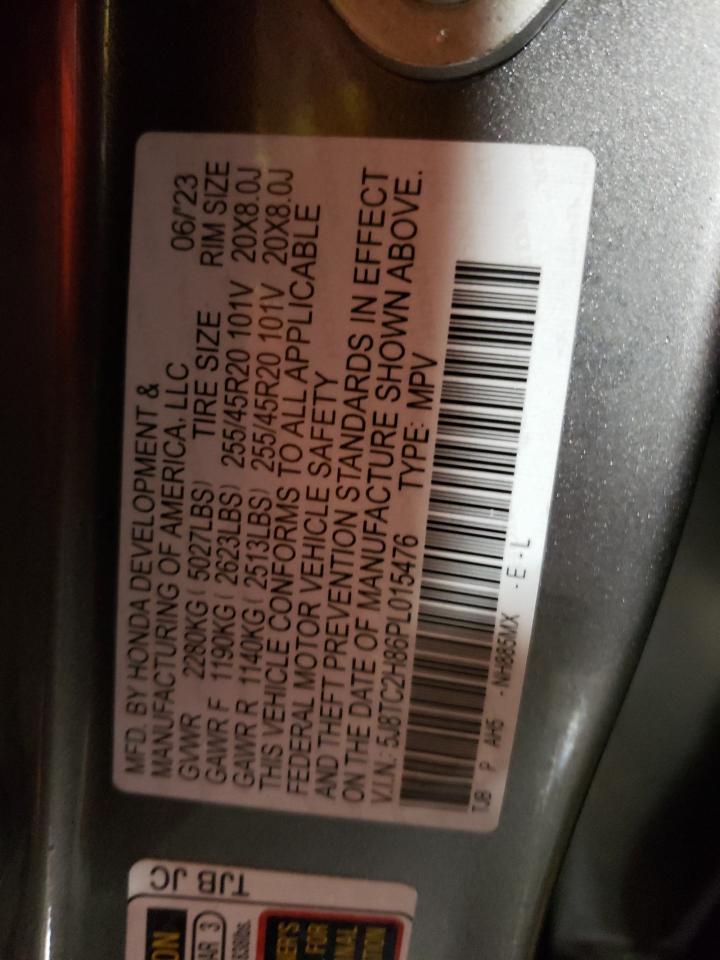 MFD. BY HONDA DEVELOPMENT &
MANUFACTURING OF AMERICA, LLC 06/'23
GVWR 2280KG ( 5027LBS) TIRE SIZE RIM SIZE
GAWR F 1190KG ( 2623LBS) 255/45R20 101V 20X8.0J
GAWR R 1140KG ( 2513LBS) 255/45R20 101V 20X8.0J
THIS VEHICLE CONFORMS TO ALL APPLICABLE
FEDERAL MOTOR VEHICLE SAFETY
AND THEFT PREVENTION STANDARDS IN EFFECT
ON THE DATE OF MANUFACTURE SHOWN ABOVE.
V.I.N.: 5J8TC2H86PL015476 TYPE: MPV
TJB P AH5 - NH885MX - E - L
TJB JC